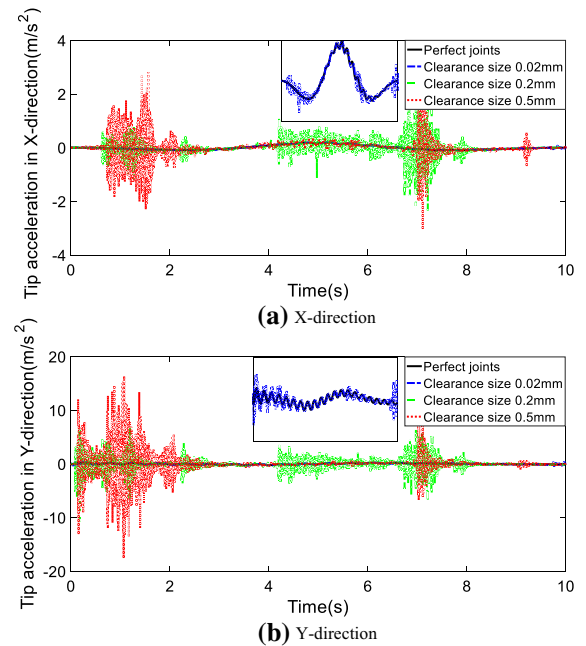 Tip acceleration in X-direction(m/s²)
4
2
0
-2
-4
Perfect joints
Clearance size 0.02mm
Clearance size 0.2mm
Clearance size 0.5mm
0 2 4 6 8 10
Time(s)
(a) X-direction
Tip acceleration in Y-direction(m/s²)
20
10
0
-10
-20
Perfect joints
Clearance size 0.02mm
Clearance size 0.2mm
Clearance size 0.5mm
0 2 4 6 8 10
Time(s)
(b) Y-direction